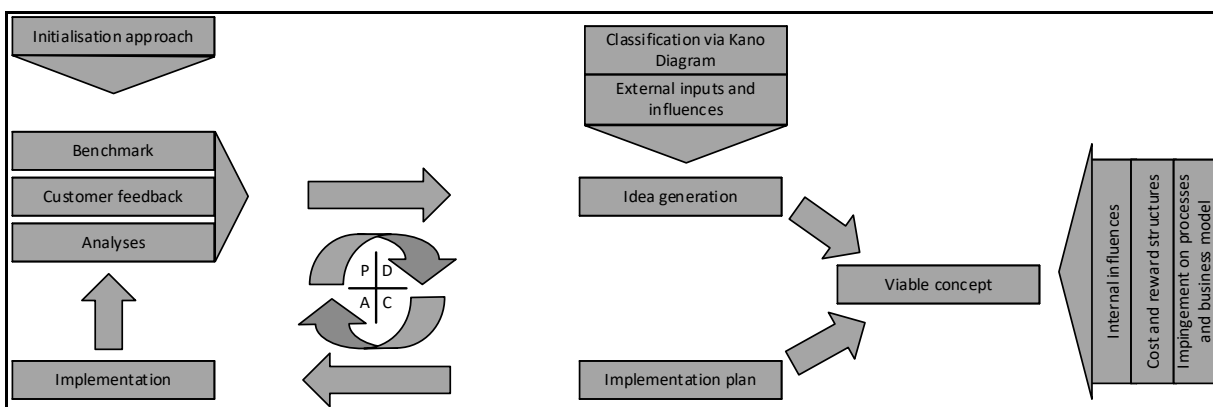 Initialisation approach
Classification via Kano
Diagram
External inputs and
influences
Benchmark
Customer feedback
Analyses
Idea generation
P D
A C
Viable concept
Internal influences
Cost and reward structures
Impingement on processes
and business model
Implementation
Implementation plan